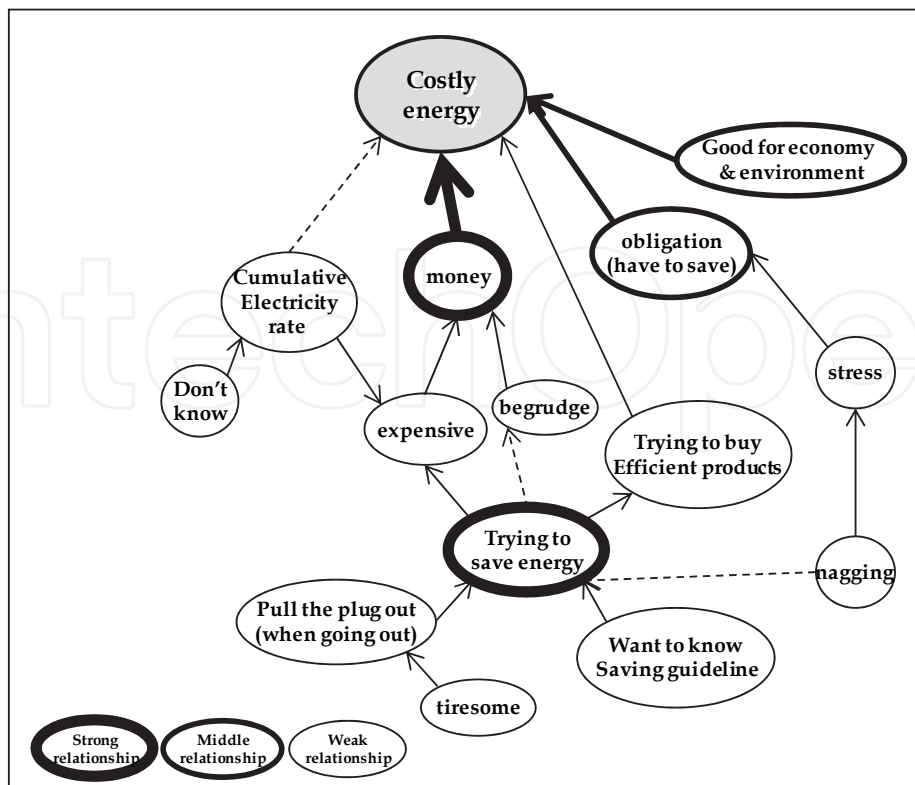 Costly
energy
Good for economy
& environment
obligation
(have to save)
money
Cumulative
Electricity
rate
Don't
know
stress
begrudge
expensive
Trying to buy
Efficient products
Trying to
save energy
nagging
Pull the plug out
(when going out)
Want to know
Saving guideline
tiresome
Strong
relationship
Middle
relationship
Weak
relationship
ntechOpe